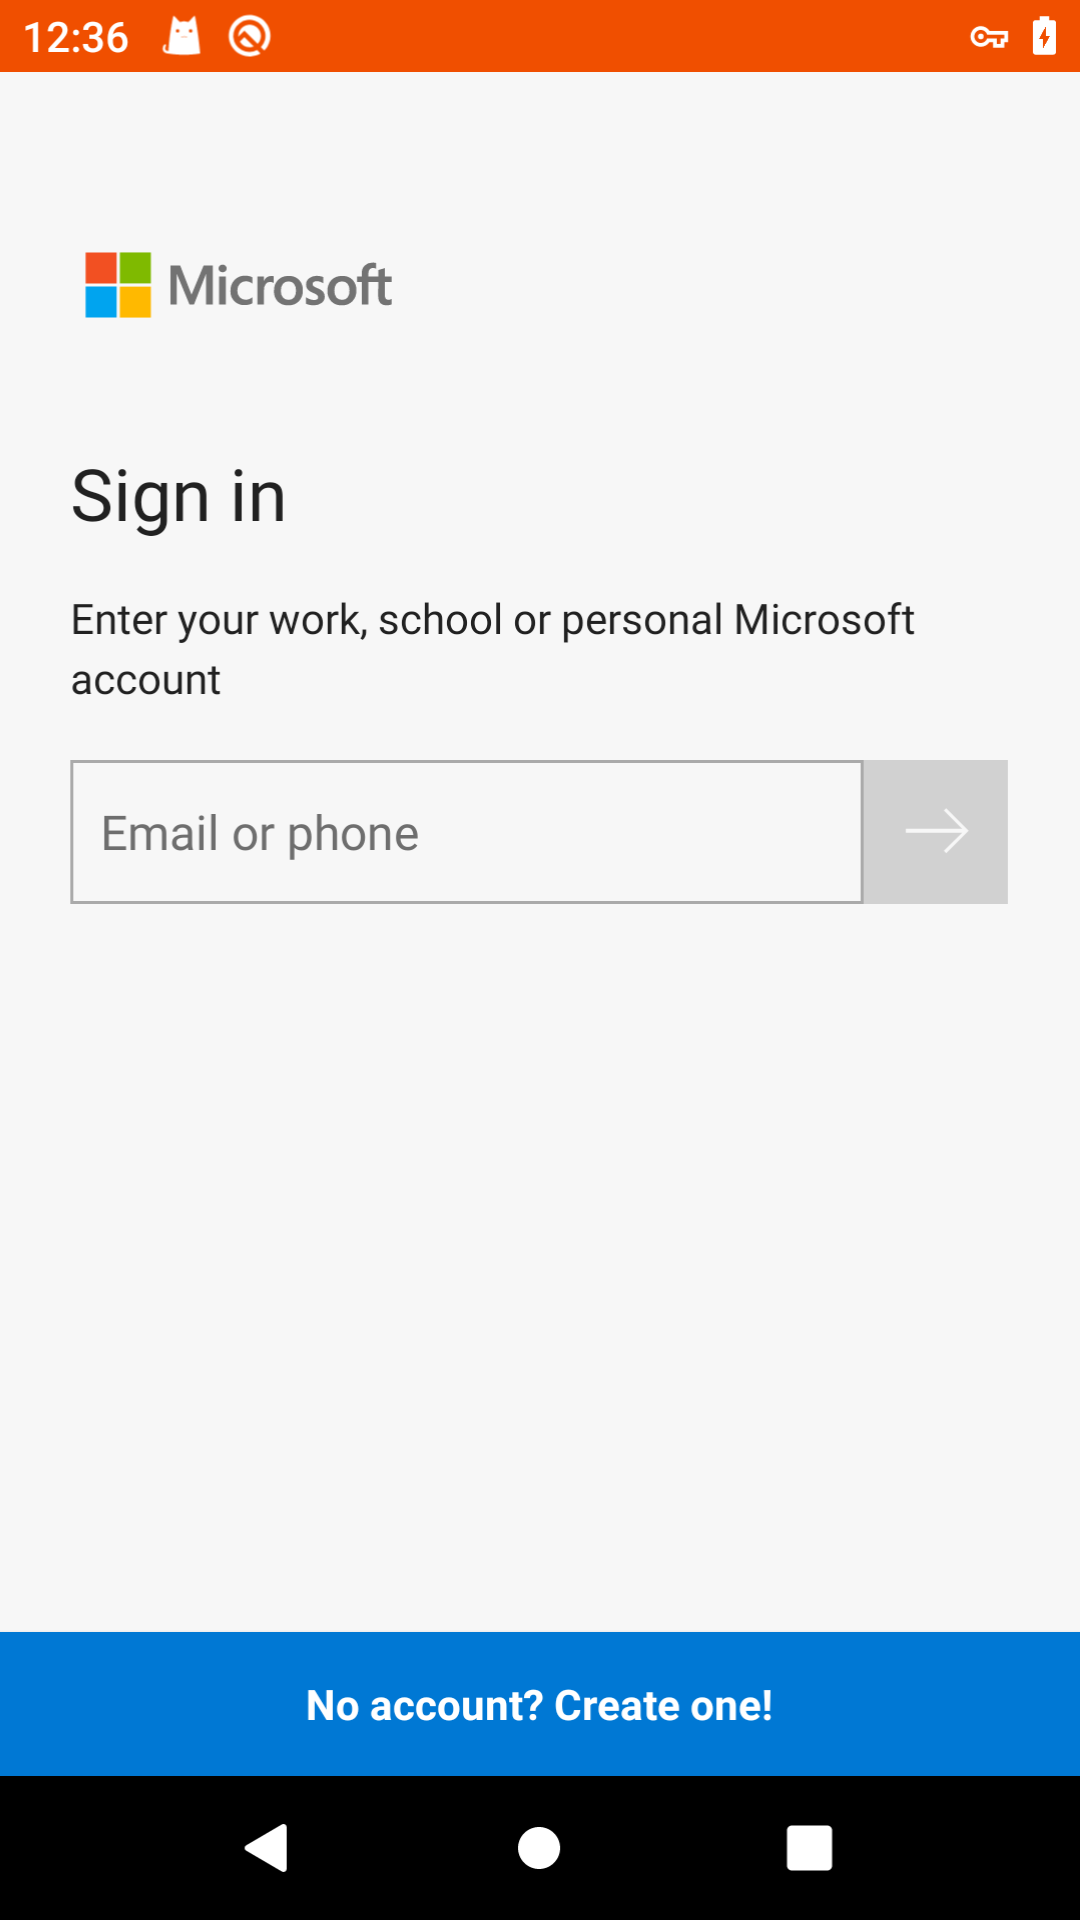 12:36
Microsoft
Sign in
Enter your work, school or personal Microsoft
account
Email or phone
No account? Create one!